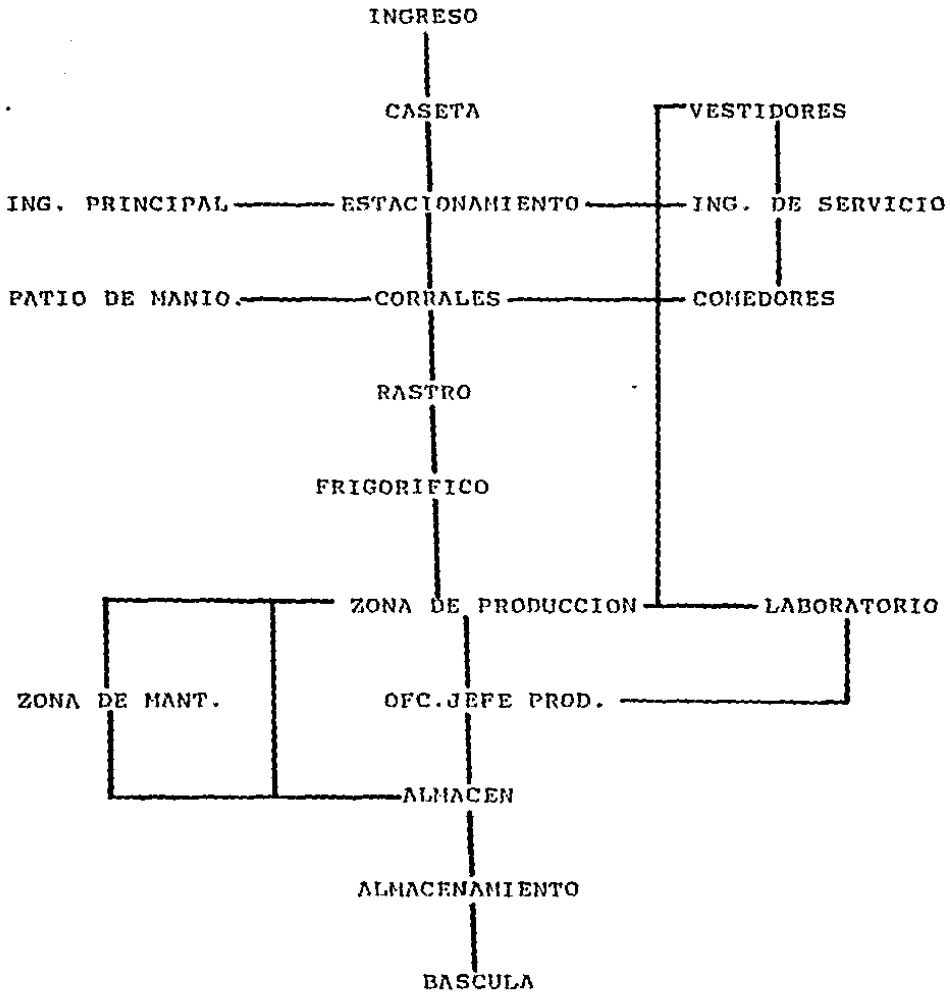 INGRESO
CASETA
VESTIDORES
ING. PRINCIPAL
ESTACIONAMIENTO
ING. DE SERVICIO
PATIO DE MANIO.
CORRALES
COMEDORES
RASTRO
FRIGORIFICO
ZONA DE PRODUCCION
LABORATORIO
ZONA DE MANT.
OFC.JEFE PROD.
ALMACEN
ALMACENAMIENTO
BASCULA